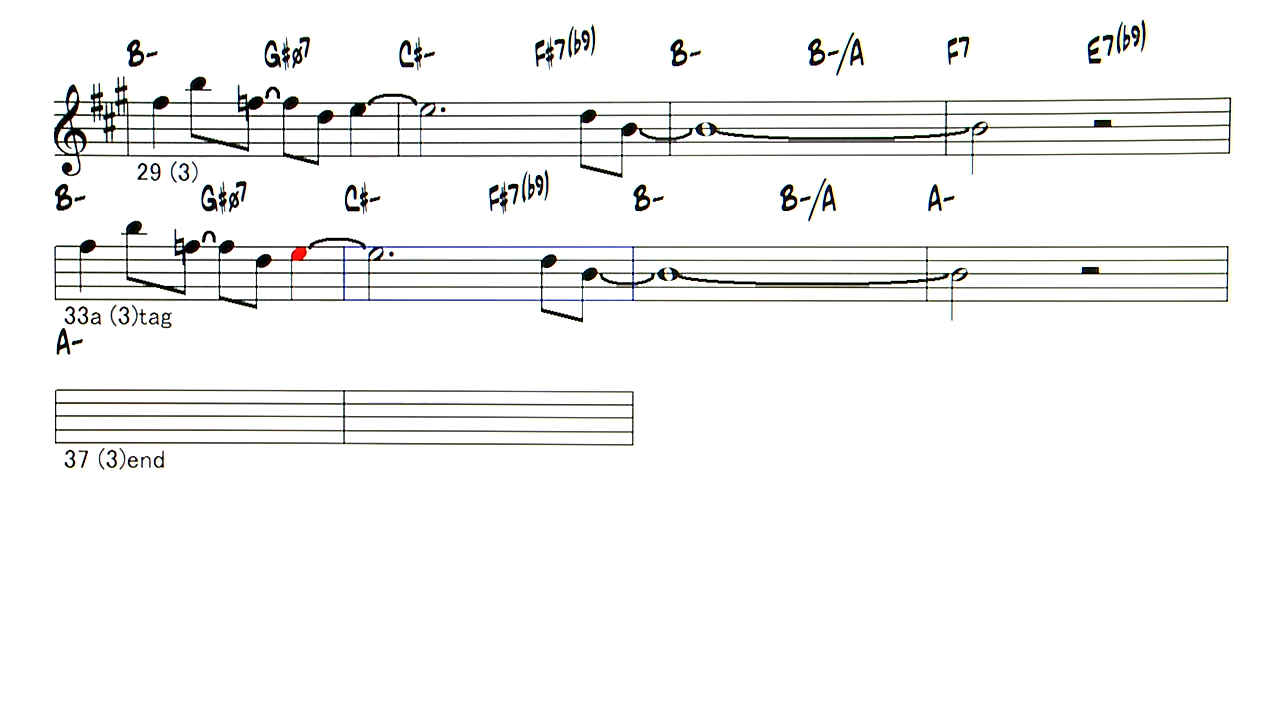 B- G#ø7 C#- F#7(b9) B- B-/A F7 E7(b9)
29 (3)
B- G#ø7 C#- F#7(b9) B- B-/A A-
33a (3)tag
A-
37 (3)end